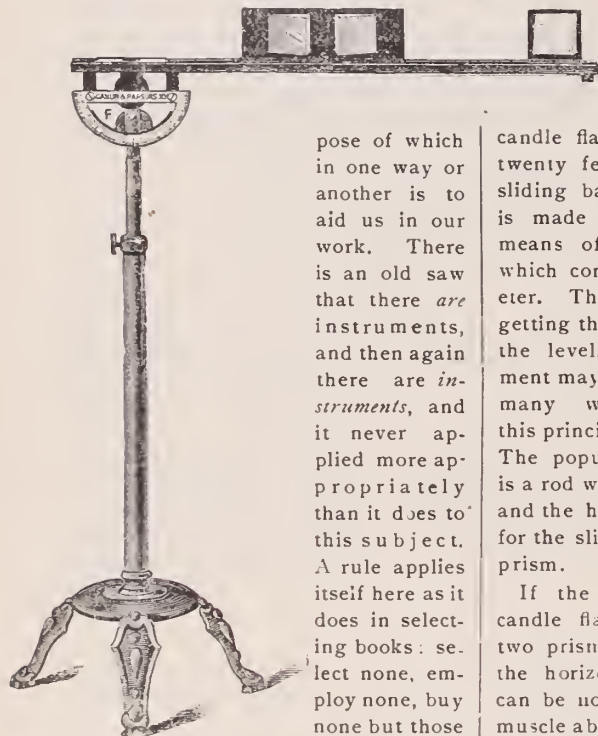 F
pose of which
in one way or
another is to
aid us in our
work. There
is an old saw
that there are
instruments,
and then again
there are in-
struments, and
it never ap-
plied more ap-
propriately
than it does to
this subject.
A rule applies
itself here as it
does in select-
ing books: se-
lect none, em-
ploy none, buy
none but those
candle fla
twenty fe
sliding ba
is made
means of
which con
eter. Th
getting th
the level
ment may
many w
this princi
The popu
is a rod w
and the h
for the sli
prism.
If the
candle fla
two prism
the horiz
can be no
muscle ab